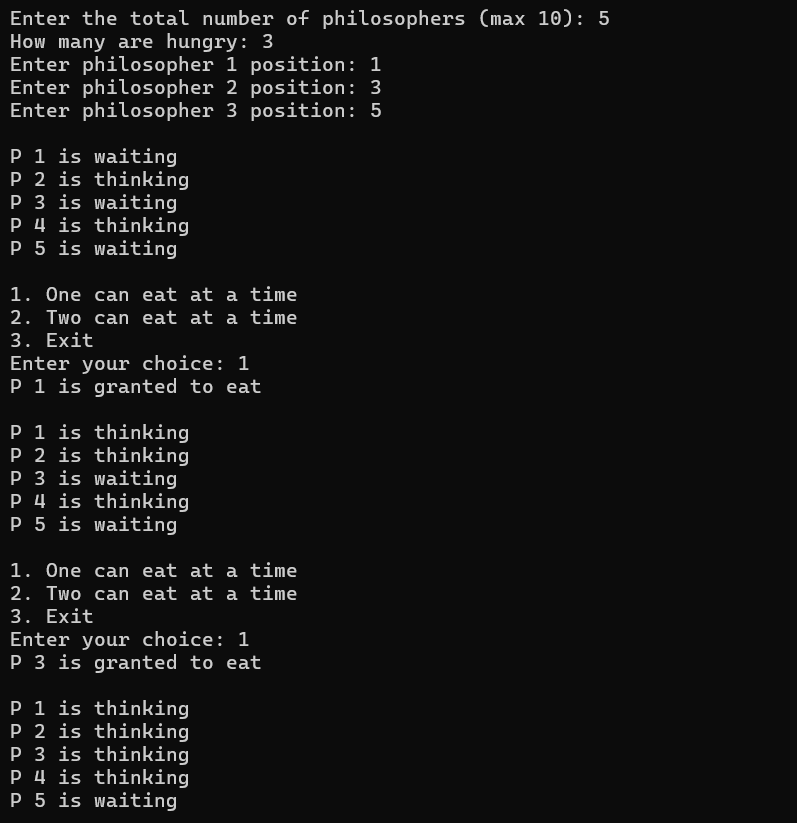 Enter the total number of philosophers (max 10): 5
How many are hungry: 3
Enter philosopher 1 position: 1
Enter philosopher 2 position: 3
Enter philosopher 3 position: 5

P 1 is waiting
P 2 is thinking
P 3 is waiting
P 4 is thinking
P 5 is waiting

1. One can eat at a time
2. Two can eat at a time
3. Exit
Enter your choice: 1
P 1 is granted to eat

P 1 is thinking
P 2 is thinking
P 3 is waiting
P 4 is thinking
P 5 is waiting

1. One can eat at a time
2. Two can eat at a time
3. Exit
Enter your choice: 1
P 3 is granted to eat

P 1 is thinking
P 2 is thinking
P 3 is thinking
P 4 is thinking
P 5 is waiting